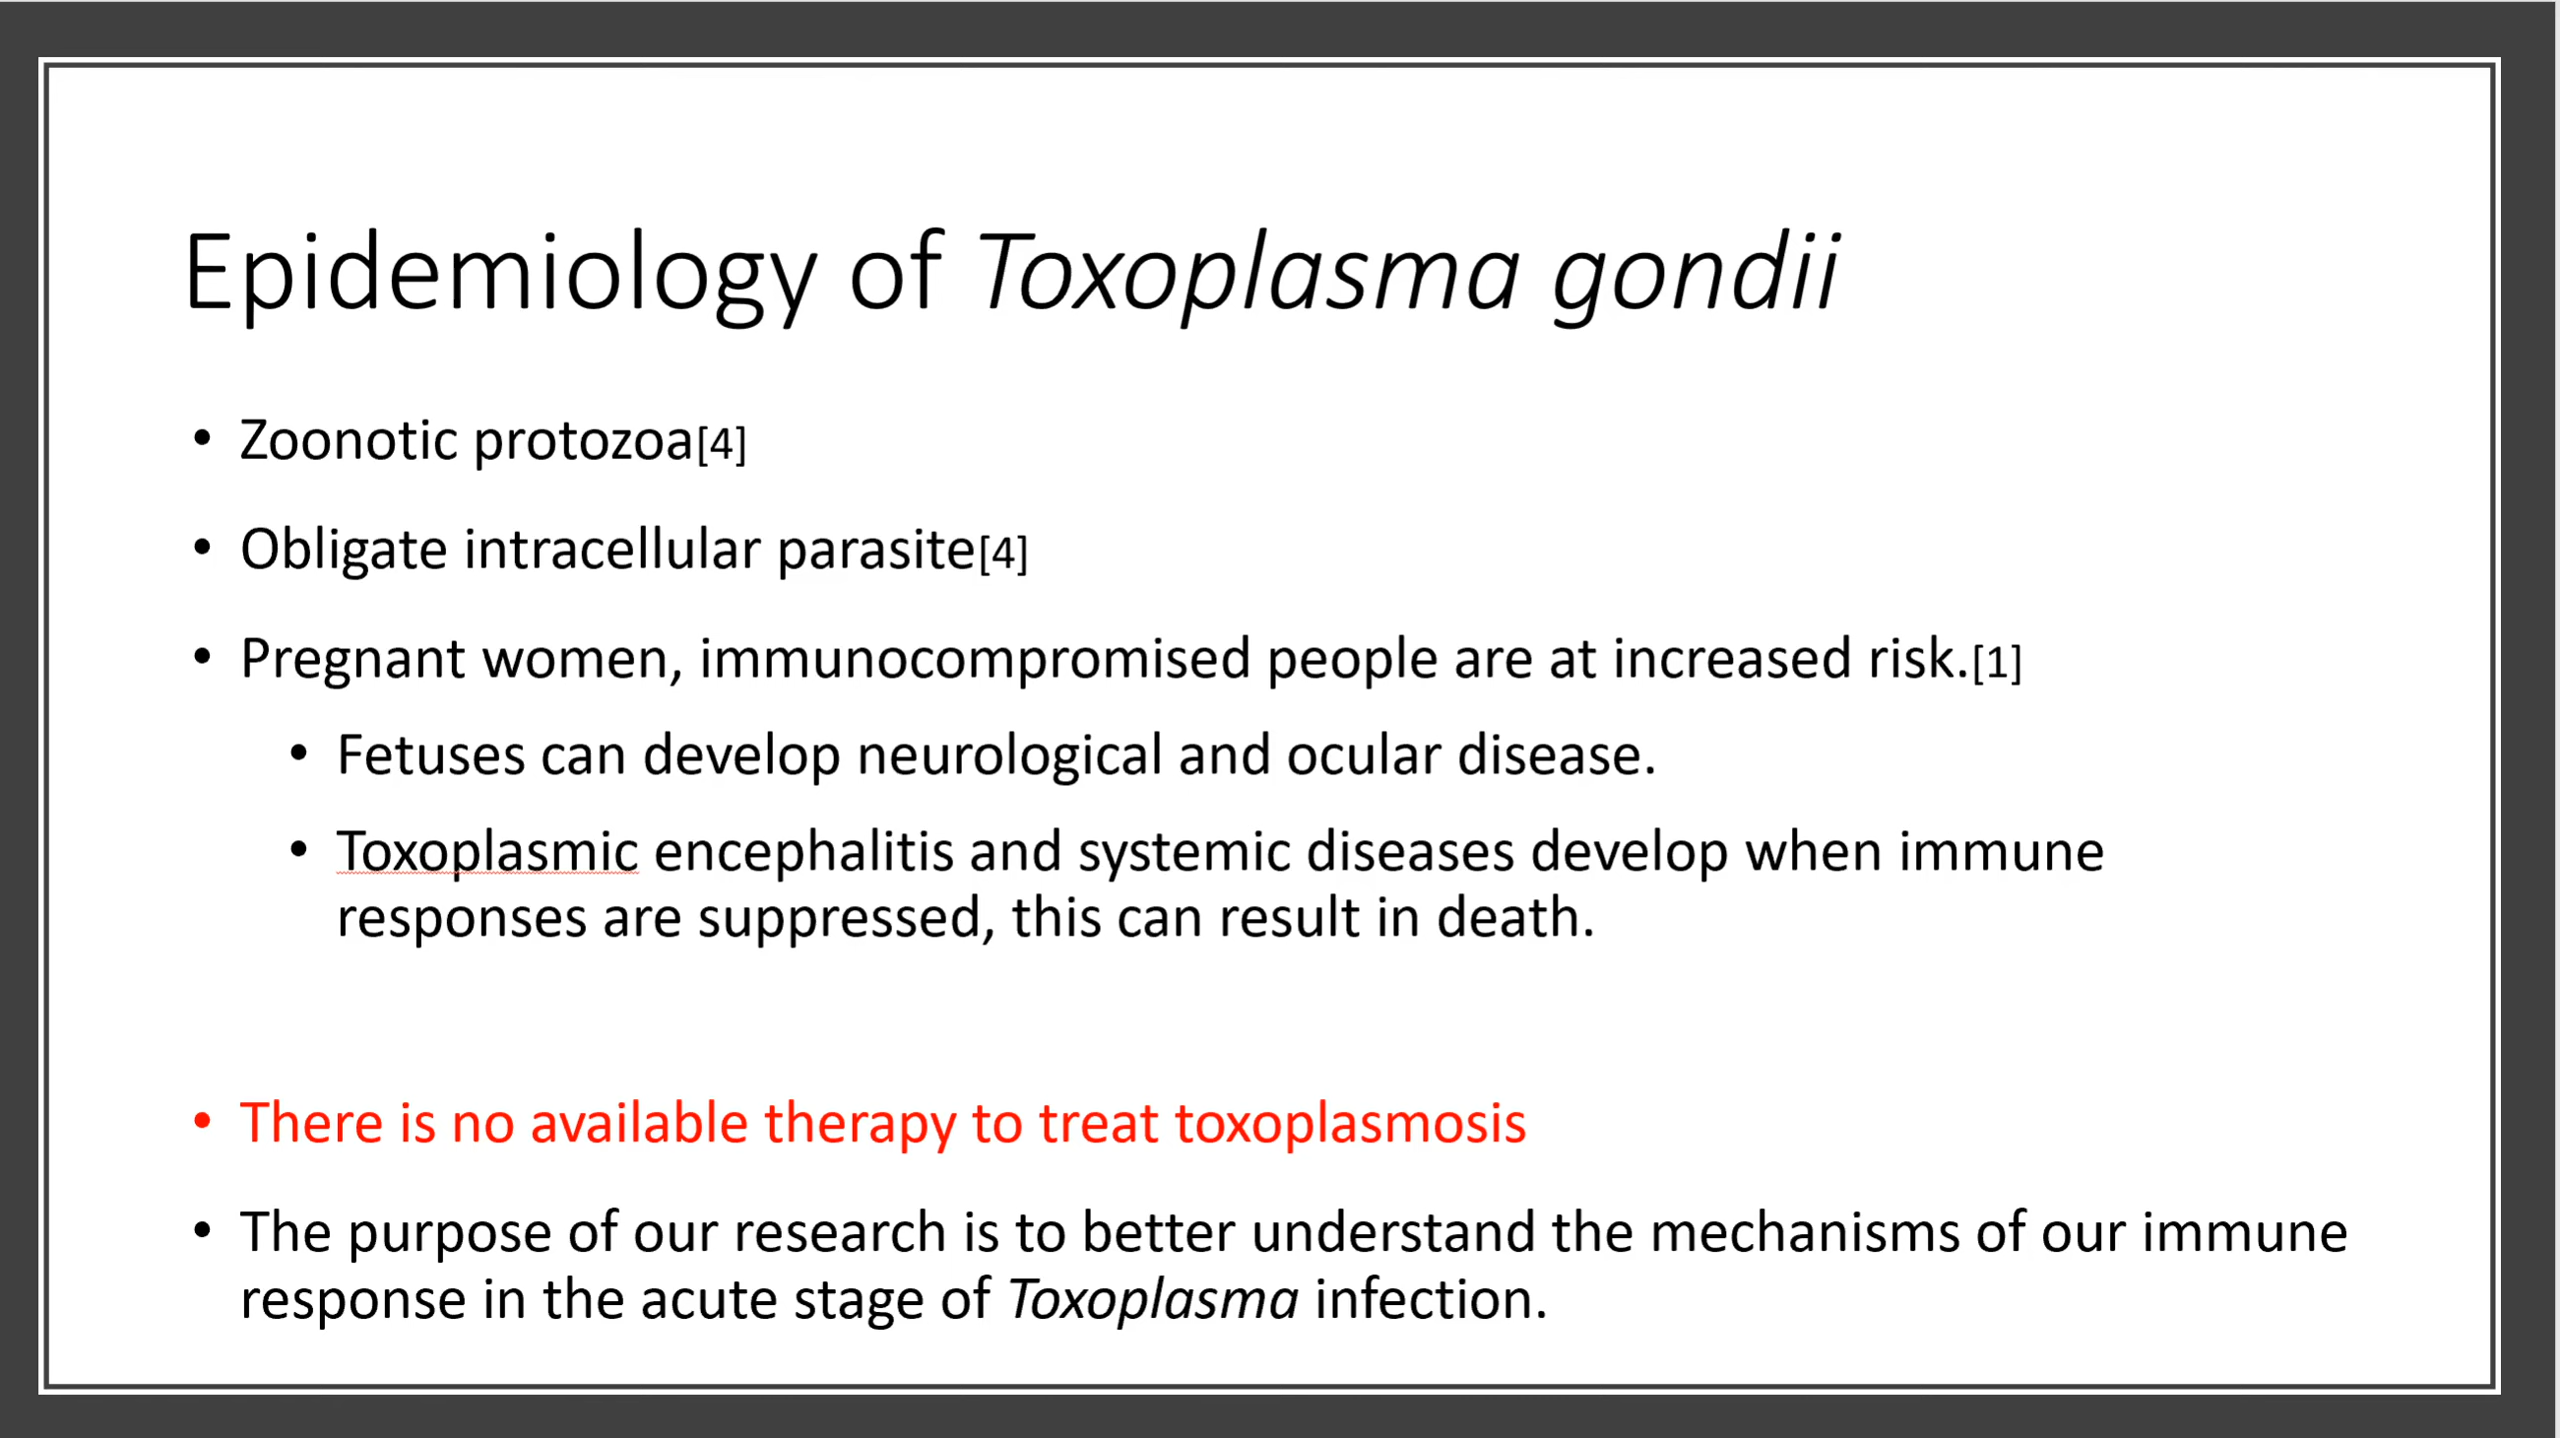 Epidemiology of Toxoplasma gondii
• Zoonotic protozoa[4]
• Obligate intracellular parasite[4]
• Pregnant women, immunocompromised people are at increased risk.[1]
• Fetuses can develop neurological and ocular disease.
• Toxoplasmic encephalitis and systemic diseases develop when immune
responses are suppressed, this can result in death.
• There is no available therapy to treat toxoplasmosis
• The purpose of our research is to better understand the mechanisms of our immune
response in the acute stage of Toxoplasma infection.